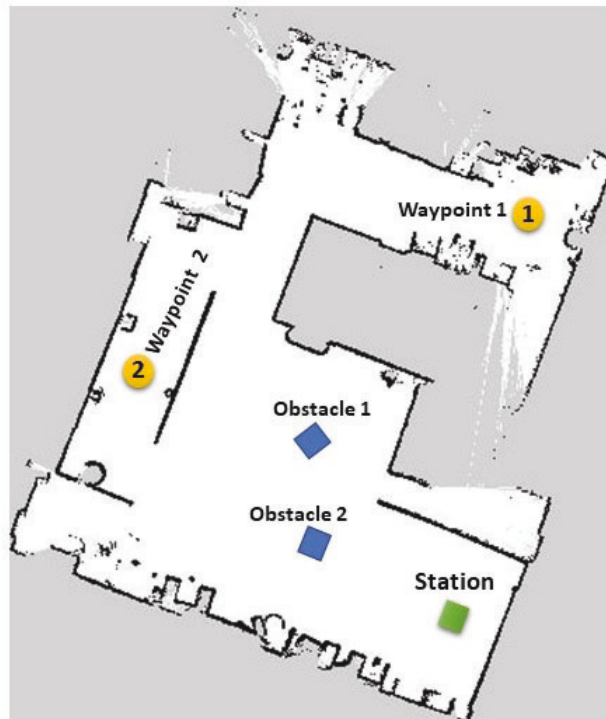 Waypoint 1
1
Waypoint 2
2
Obstacle 1
Obstacle 2
Station